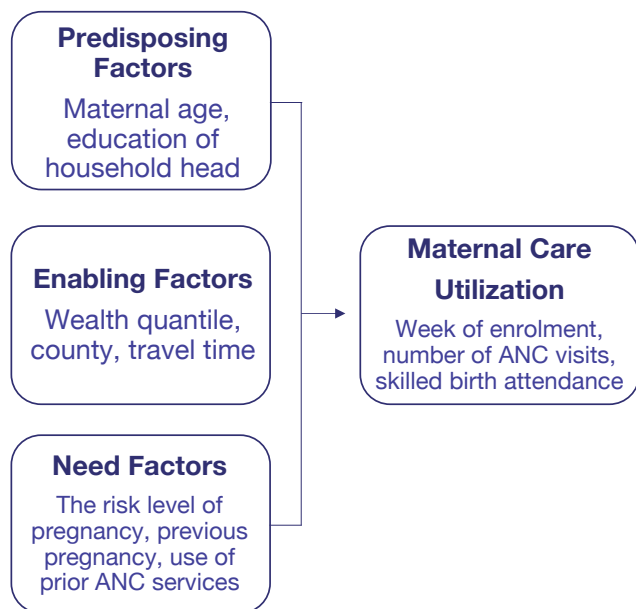 Predisposing
Factors
Maternal age,
education of
household head
Enabling Factors
Wealth quantile,
county, travel time
Need Factors
The risk level of
pregnancy, previous
pregnancy, use of
prior ANC services
Maternal Care
Utilization
Week of enrolment,
number of ANC visits,
skilled birth attendance